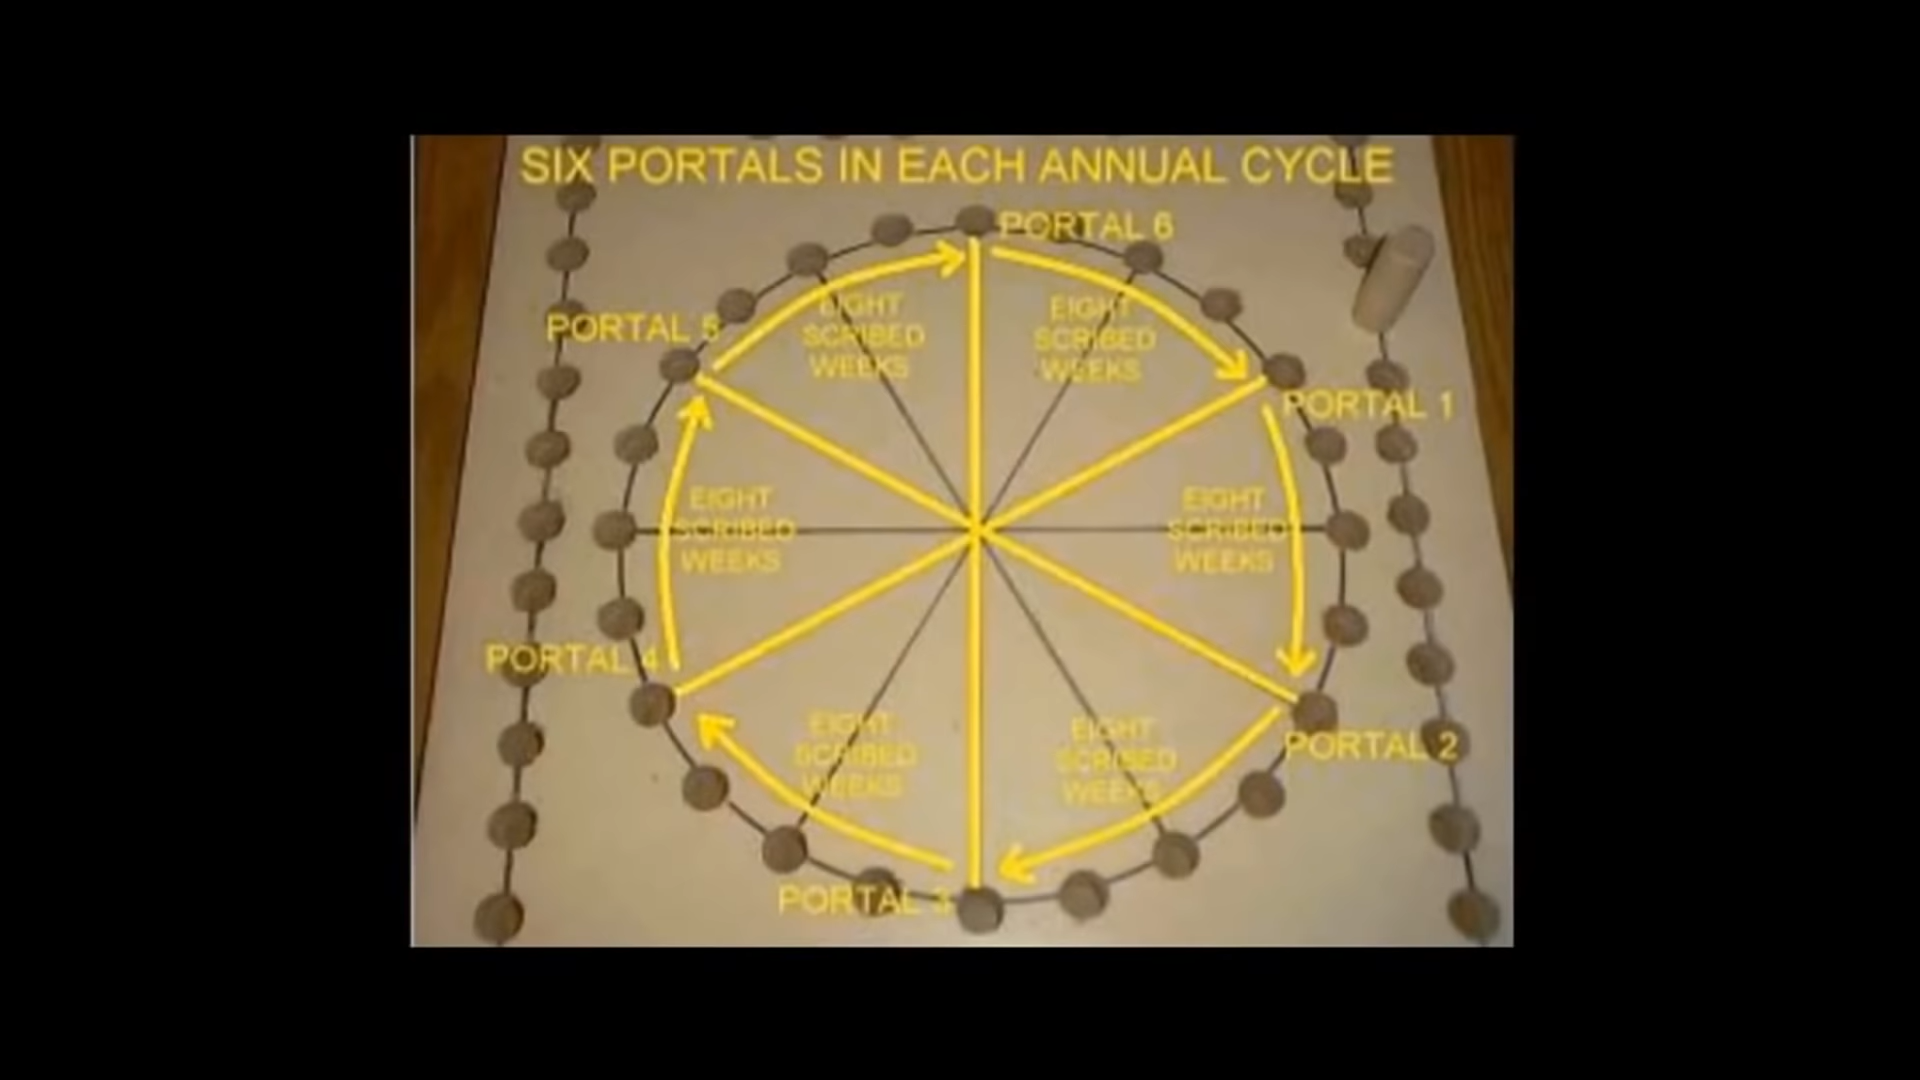 SIX PORTALS IN EACH ANNUAL CYCLE
PORTAL 6
EIGHT
SCRIBED
WEEKS
EIGHT
SCRIBED
WEEKS
PORTAL 5
PORTAL 1
EIGHT
SCRIBED
WEEKS
EIGHT
SCRIBED
WEEKS
PORTAL 4
PORTAL 2
EIGHT
SCRIBED
WEEKS
EIGHT
SCRIBED
WEEKS
PORTAL 3